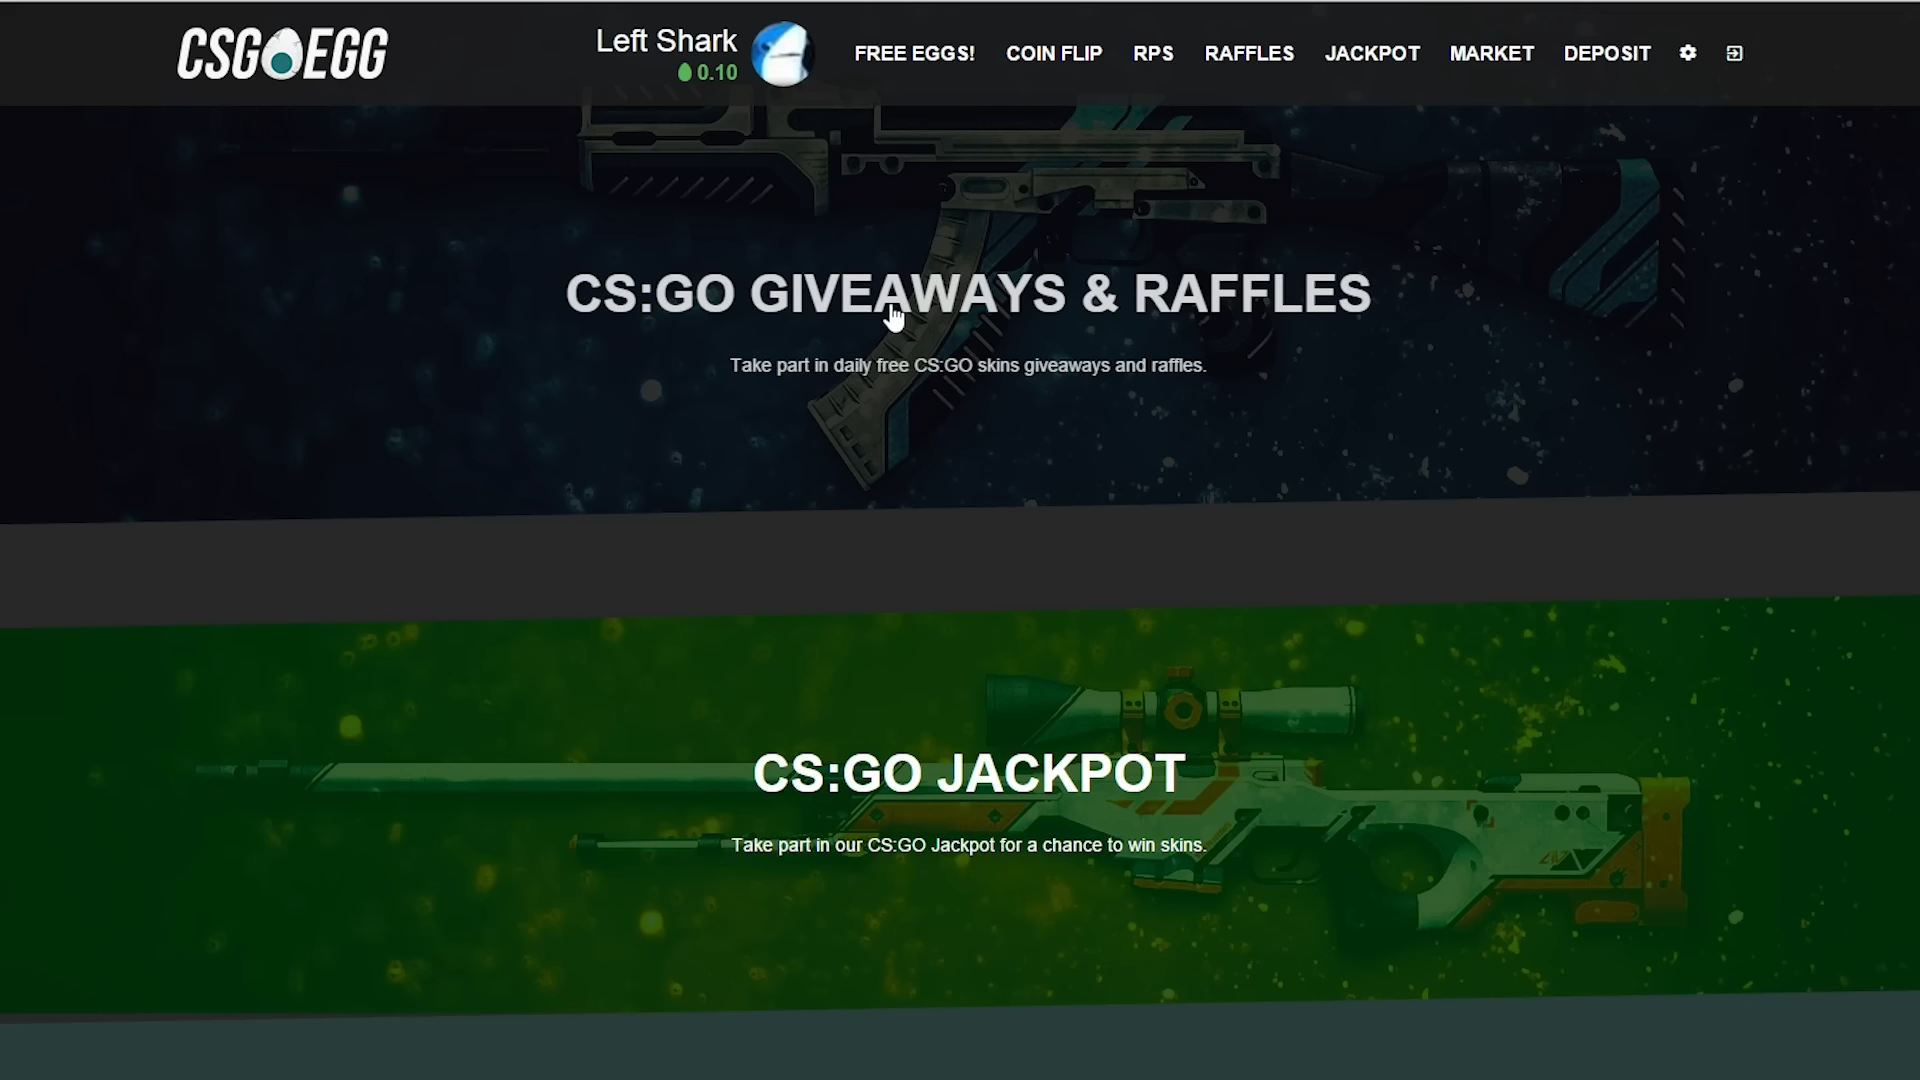 CSGOEGG
Left Shark
0.10
FREE EGGS! COIN FLIP RPS RAFFLES JACKPOT MARKET DEPOSIT
CS:GO GIVEAWAYS & RAFFLES
Take part in daily free CS:GO skins giveaways and raffles.
CS:GO JACKPOT
Take part in our CS:GO Jackpot for a chance to win skins.